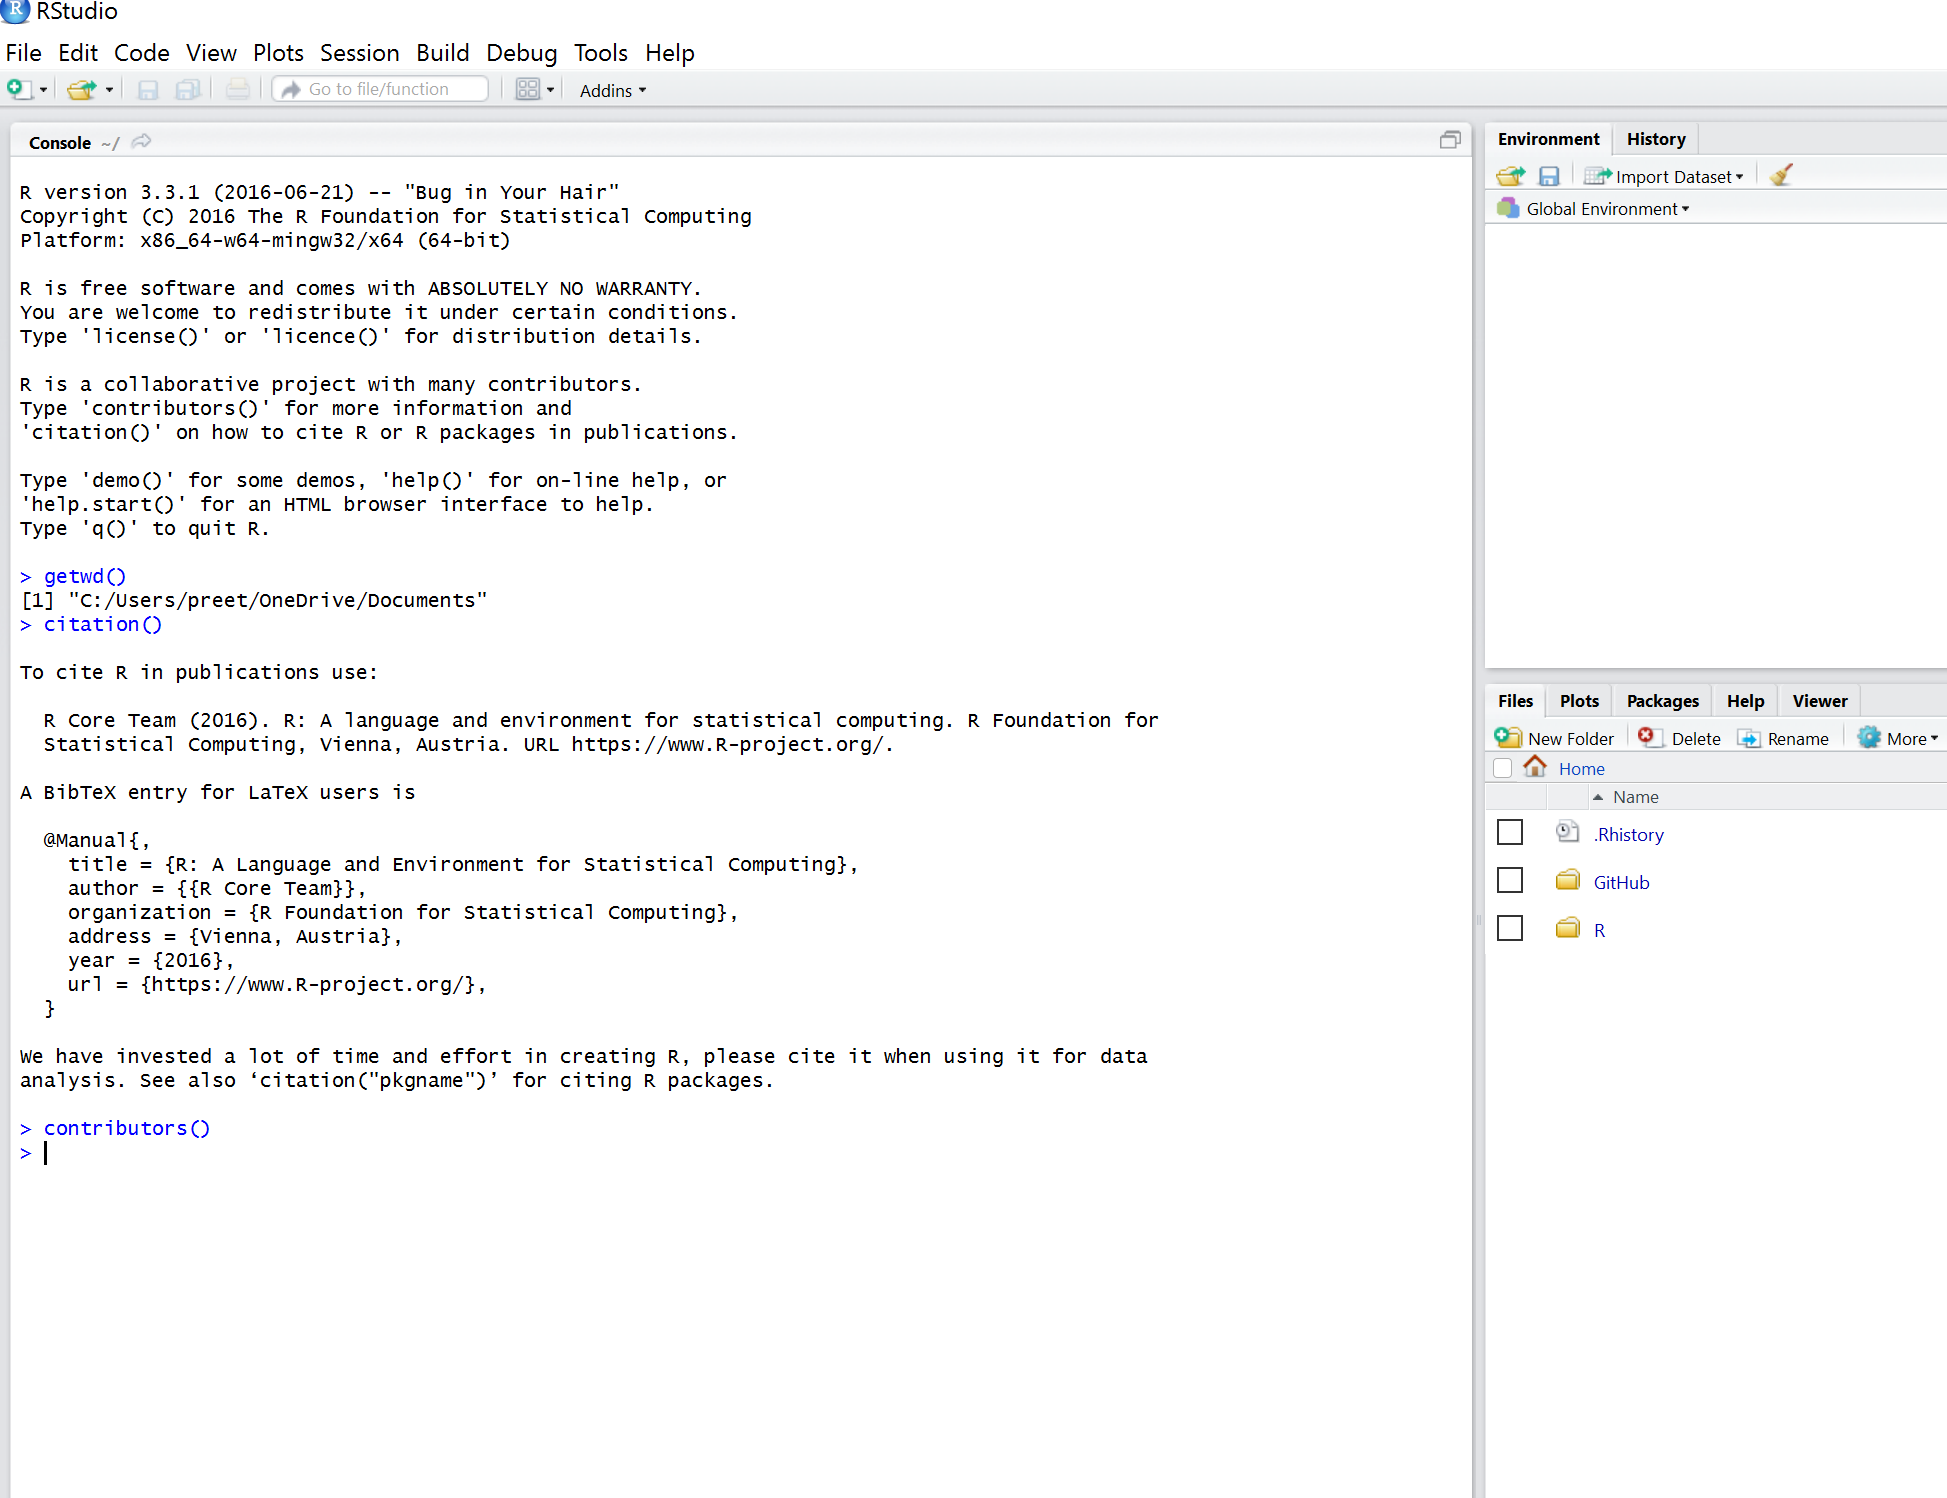 RStudio
File Edit Code View Plots Session Build Debug Tools Help
Go to file/function Addins
Console ~/
R version 3.3.1 (2016-06-21) -- "Bug in Your Hair"
Copyright (C) 2016 The R Foundation for Statistical Computing
Platform: x86_64-w64-mingw32/x64 (64-bit)
R is free software and comes with ABSOLUTELY NO WARRANTY.
You are welcome to redistribute it under certain conditions.
Type 'license()' or 'licence()' for distribution details.
R is a collaborative project with many contributors.
Type 'contributors()' for more information and
'citation()' on how to cite R or R packages in publications.
Type 'demo()' for some demos, 'help()' for on-line help, or
'help.start()' for an HTML browser interface to help.
Type 'q()' to quit R.
> getwd()
[1] "C:/Users/preet/OneDrive/Documents"
> citation()
To cite R in publications use:
R Core Team (2016). R: A language and environment for statistical computing. R Foundation for
Statistical Computing, Vienna, Austria. URL https://www.R-project.org/.
A BibTeX entry for LaTeX users is
@Manual{,
title = {R: A Language and Environment for Statistical Computing},
author = {{R Core Team}},
organization = {R Foundation for Statistical Computing},
address = {Vienna, Austria},
year = {2016},
url = {https://www.R-project.org/},
}
We have invested a lot of time and effort in creating R, please cite it when using it for data
analysis. See also ‘citation("pkgname")’ for citing R packages.
> contributors()
>
Environment History
Import Dataset
Global Environment
Files Plots Packages Help Viewer
New Folder Delete Rename More
Home
Name
.Rhistory
GitHub
R